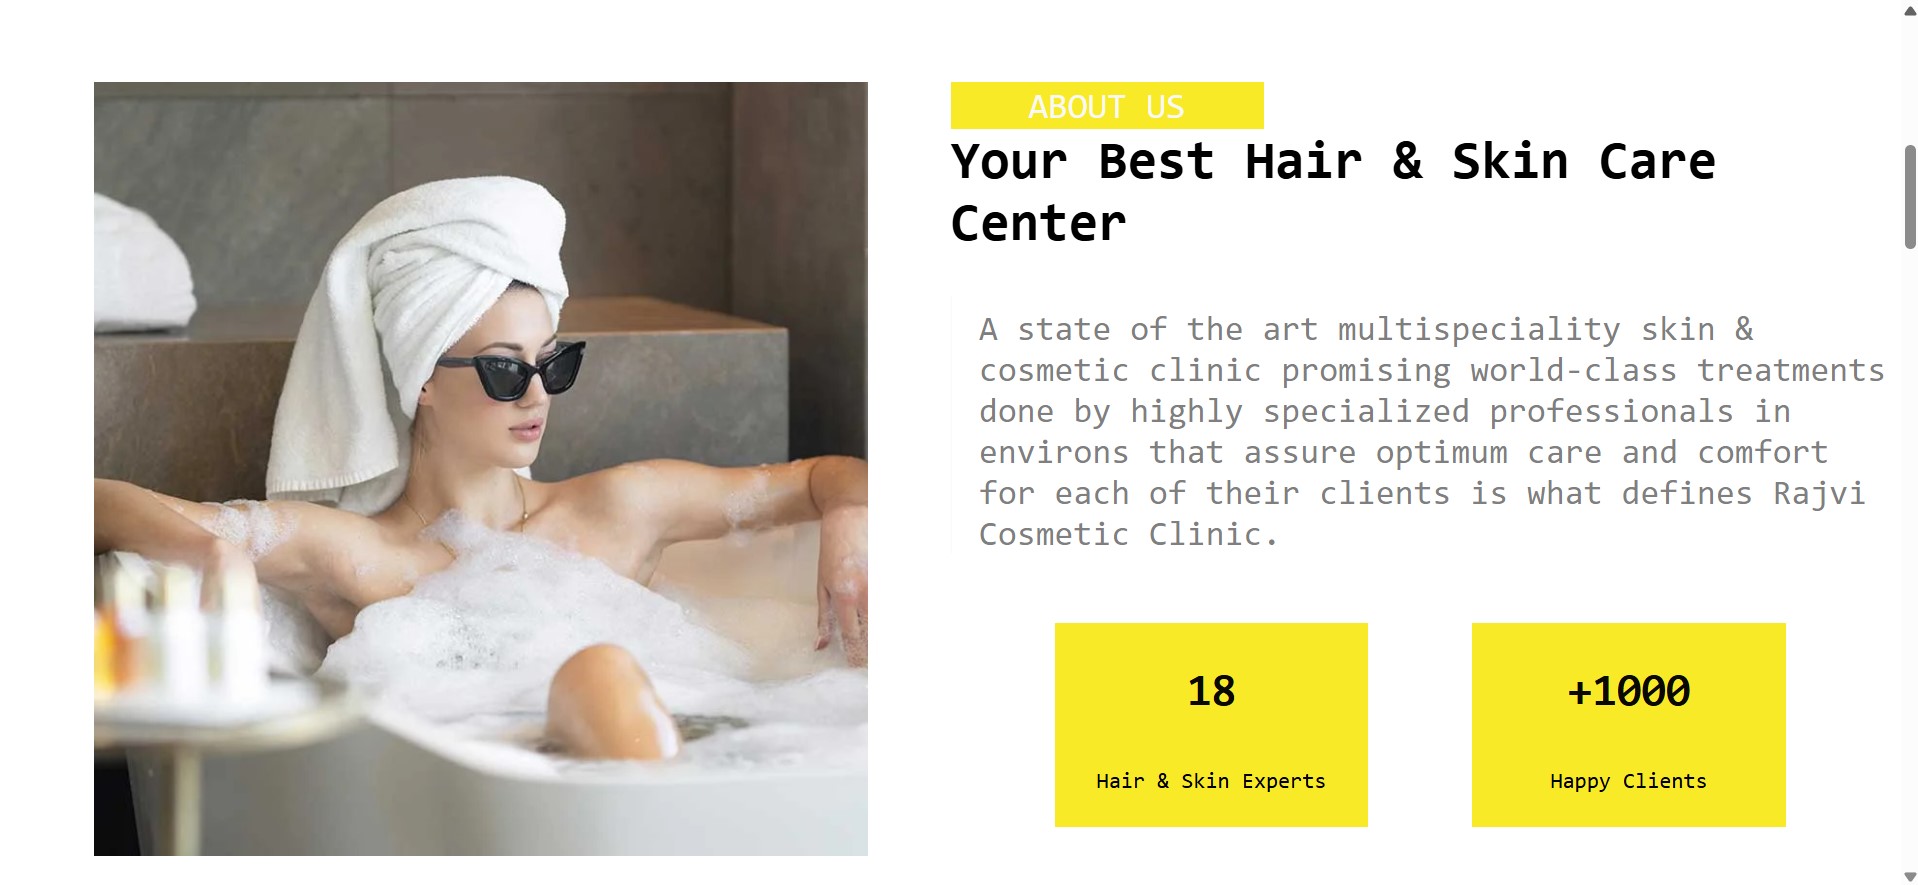 ABOUT US
Your Best Hair & Skin Care
Center
A state of the art multispeciality skin &
cosmetic clinic promising world-class treatments
done by highly specialized professionals in
environs that assure optimum care and comfort
for each of their clients is what defines Rajvi
Cosmetic Clinic.
18
Hair & Skin Experts
+1000
Happy Clients